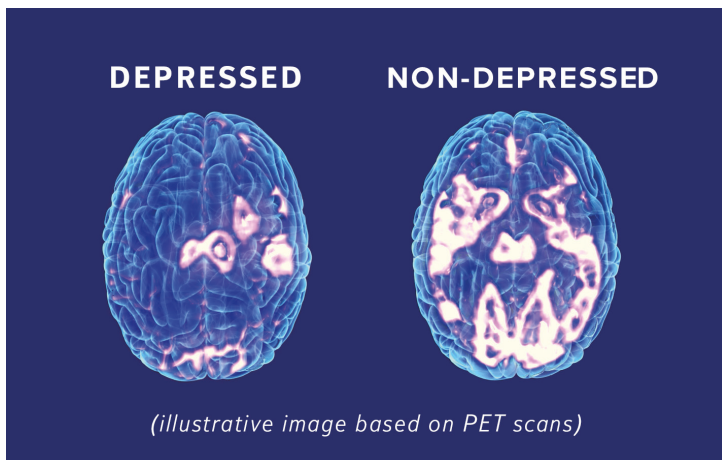 DEPRESSED
NON-DEPRESSED
(illustrative image based on PET scans)